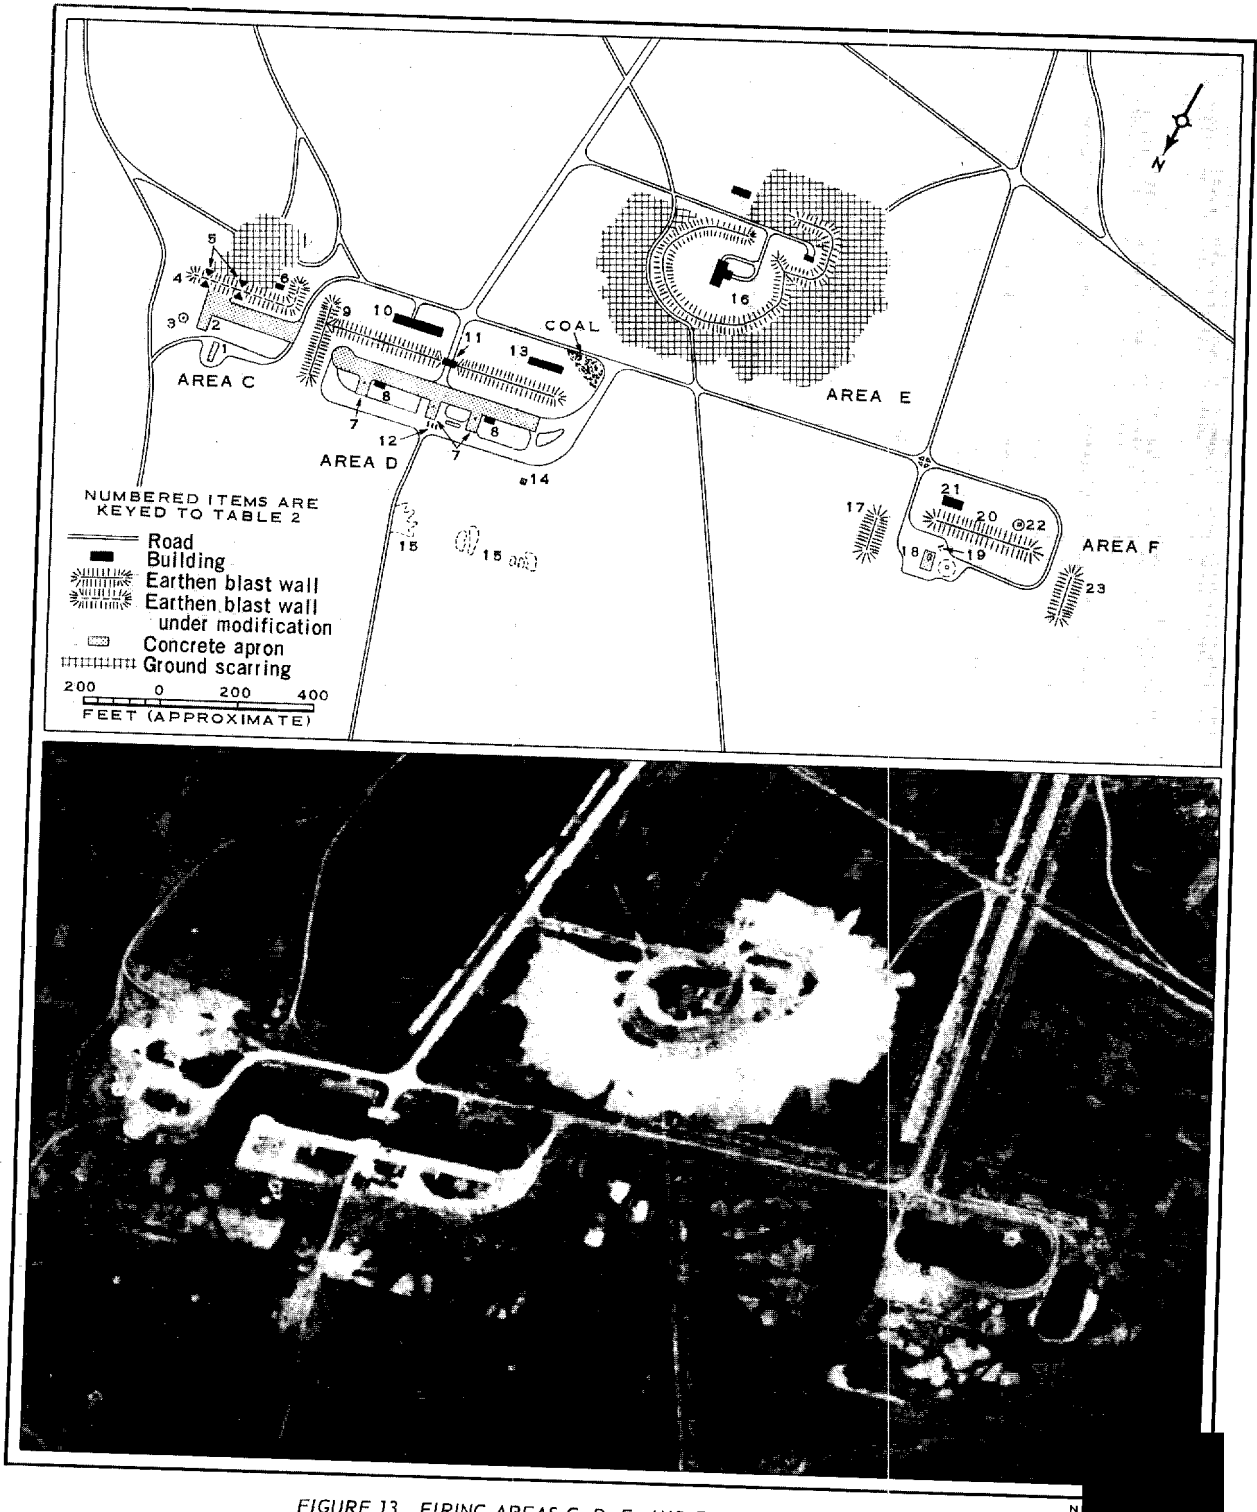 N
5
4
6
3
2
1
AREA C
9
10
11
COAL
13
8
7
12
7
8
AREA D
14
15
15
16
AREA E
17
21
20
22
18
19
AREA F
23
NUMBERED ITEMS ARE
KEYED TO TABLE 2
Road
Building
Earthen blast wall
Earthen blast wall
under modification
Concrete apron
Ground scarring
200 0 200 400
FEET (APPROXIMATE)
FIGURE 13. FIRING AREAS C, D, E, AND